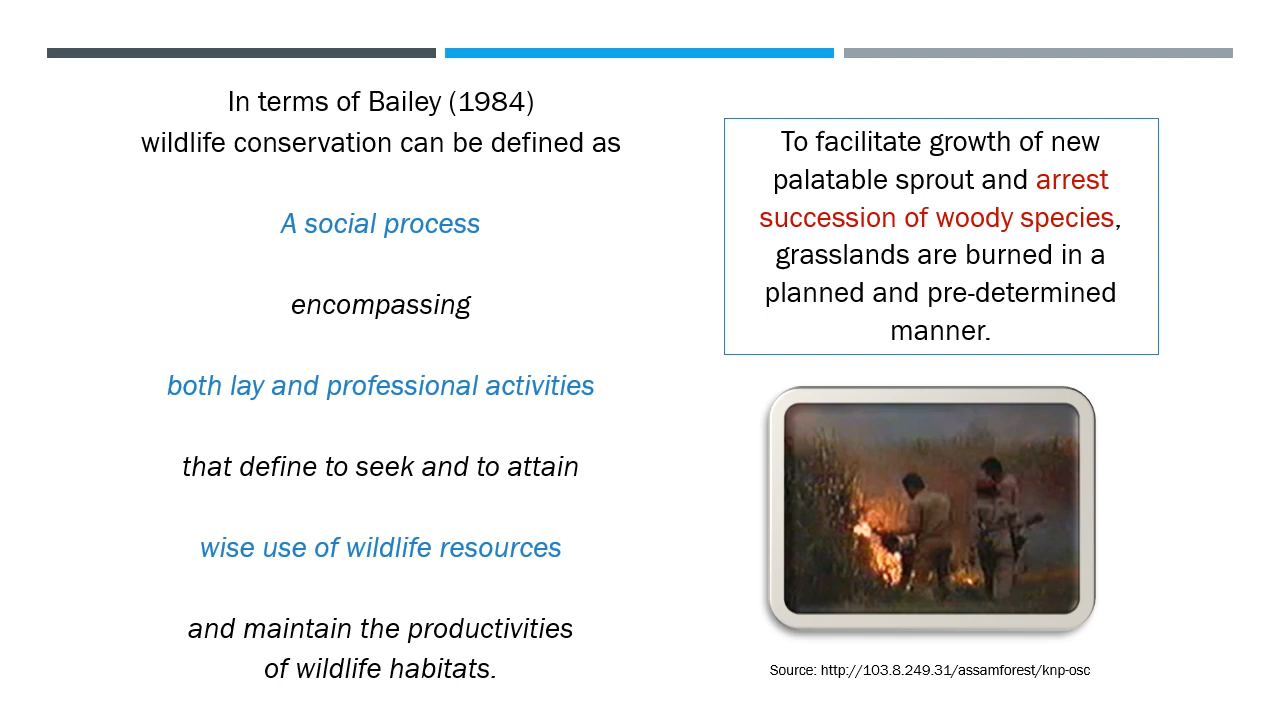 In terms of Bailey (1984)
wildlife conservation can be defined as
A social process
encompassing
both lay and professional activities
that define to seek and to attain
wise use of wildlife resources
and maintain the productivities
of wildlife habitats.
To facilitate growth of new
palatable sprout and arrest
succession of woody species,
grasslands are burned in a
planned and pre-determined
manner.
Source: http://103.8.249.31/assamforest/knp-osc